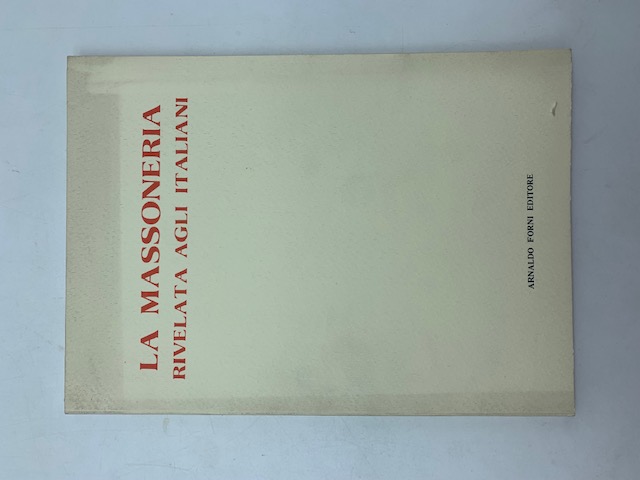 LA MASSONERIA
RIVELATA AGLI ITALIANI
ARNALDO FORNI EDITORE